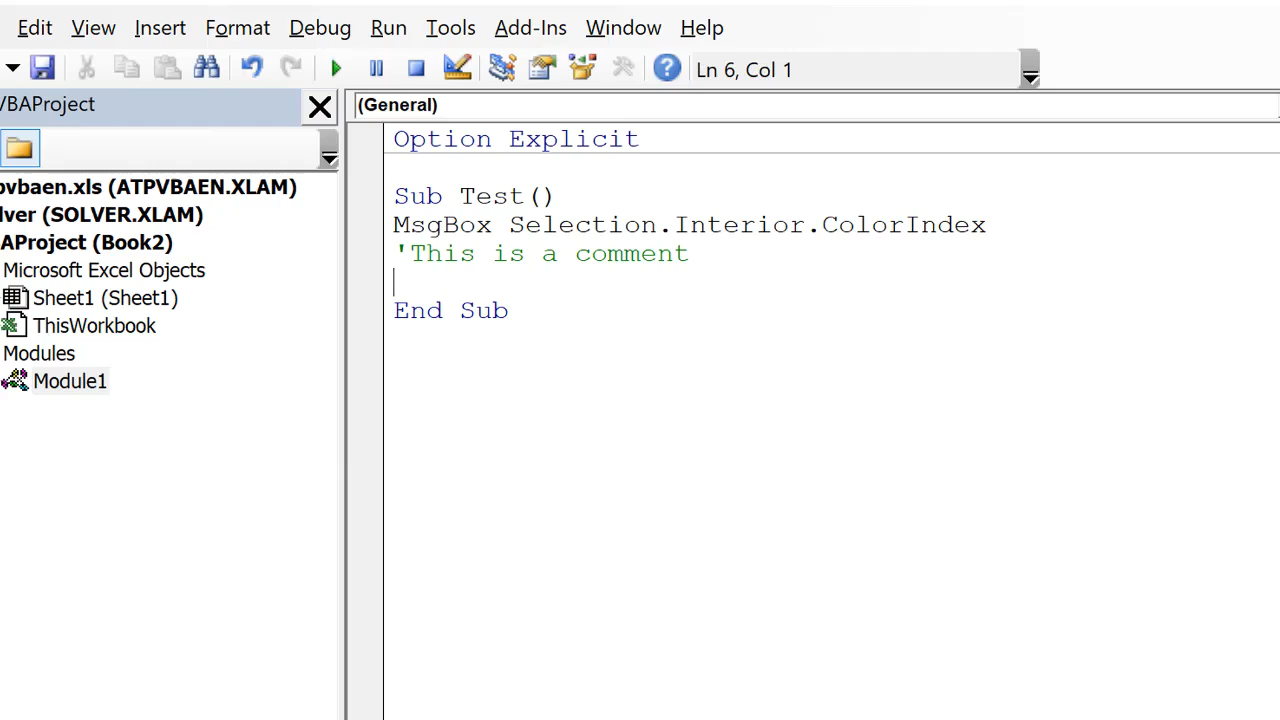 Edit View Insert Format Debug Run Tools Add-Ins Window Help
Ln 6, Col 1
/BAProject
(General)
Option Explicit
pvbaen.xls (ATPVBAEN.XLAM)
lver (SOLVER.XLAM)
AProject (Book2)
Microsoft Excel Objects
Sheet1 (Sheet1)
ThisWorkbook
Modules
Module1
Sub Test()
MsgBox Selection.Interior.ColorIndex
'This is a comment
End Sub